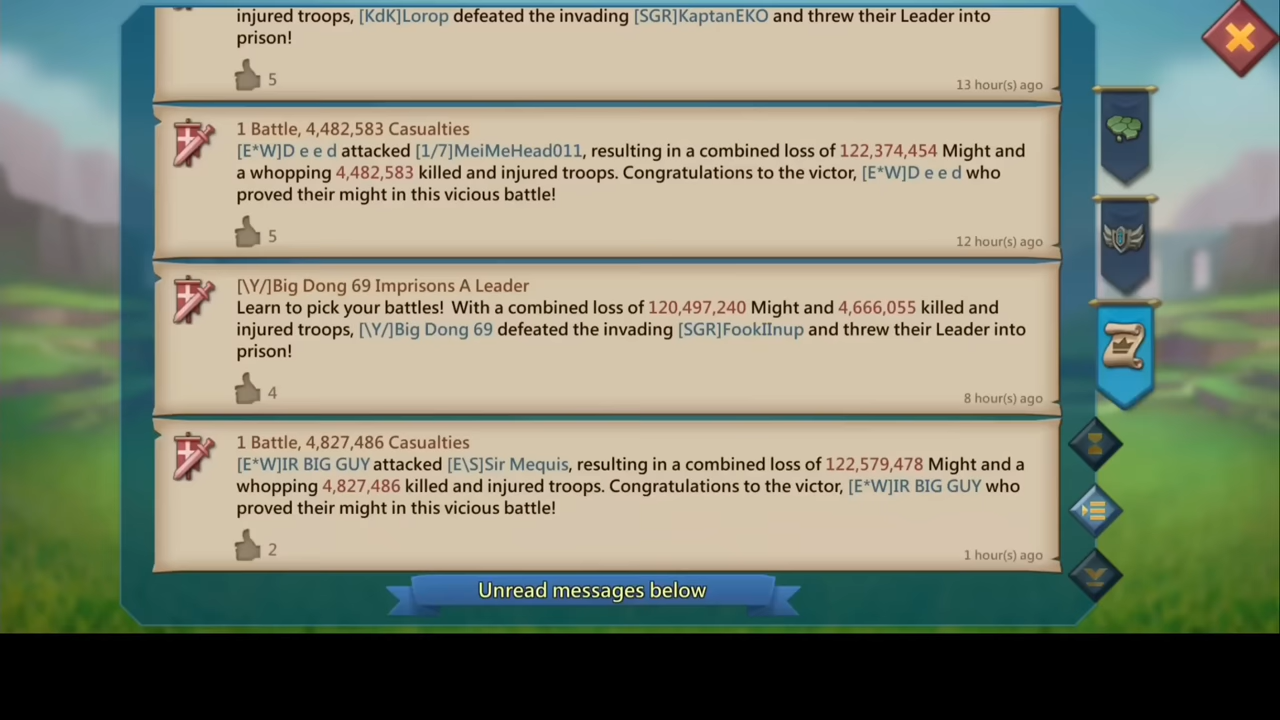 injured troops, [KdK]Lorop defeated the invading [SGR]KaptanEKO and threw their Leader into
prison!
5
13 hour(s) ago
1 Battle, 4,482,583 Casualties
[E*W]D e e d attacked [1/7]MeiMeHead011, resulting in a combined loss of 122,374,454 Might and
a whopping 4,482,583 killed and injured troops. Congratulations to the victor, [E*W]D e e d who
proved their might in this vicious battle!
5
12 hour(s) ago
[\Y/]Big Dong 69 Imprisons A Leader
Learn to pick your battles! With a combined loss of 120,497,240 Might and 4,666,055 killed and
injured troops, [\Y/]Big Dong 69 defeated the invading [SGR]FookIInup and threw their Leader into
prison!
4
8 hour(s) ago
1 Battle, 4,827,486 Casualties
[E*W]IR BIG GUY attacked [E\S]Sir Mequis, resulting in a combined loss of 122,579,478 Might and a
whopping 4,827,486 killed and injured troops. Congratulations to the victor, [E*W]IR BIG GUY who
proved their might in this vicious battle!
2
1 hour(s) ago
Unread messages below